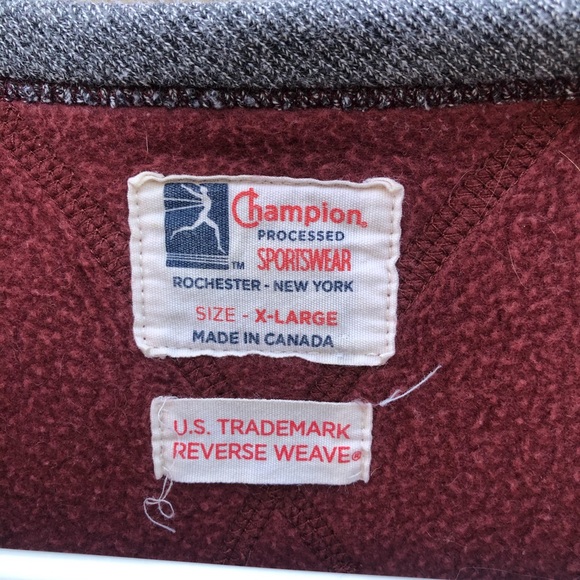 Champion®
PROCESSED
™ SPORTSWEAR
ROCHESTER - NEW YORK
SIZE - X-LARGE
MADE IN CANADA
U.S. TRADEMARK
REVERSE WEAVE®